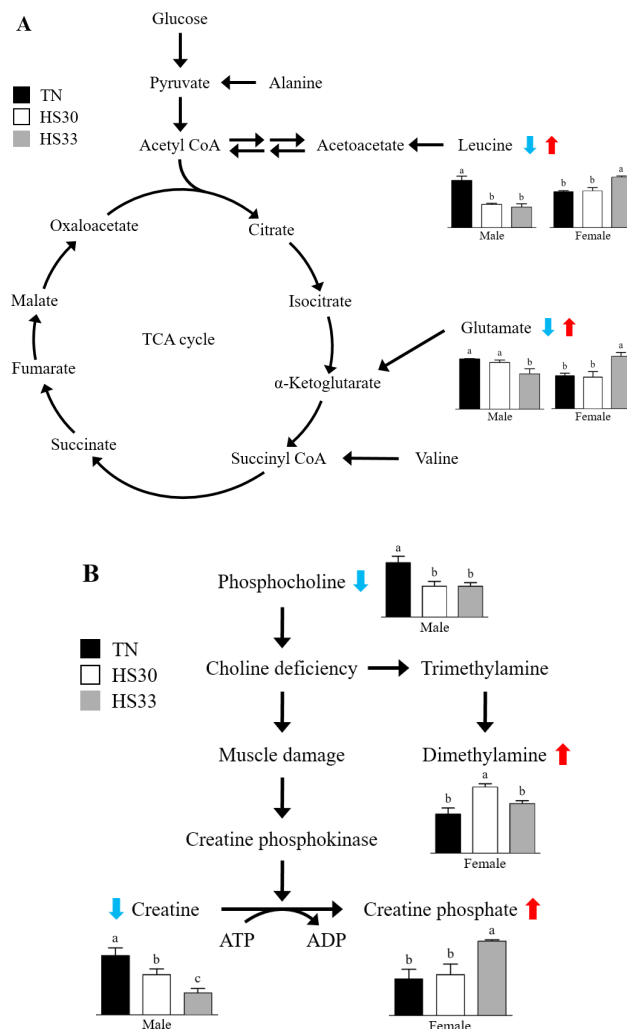 A
Glucose
Pyruvate
Alanine
TN
HS30
HS33
Acetyl CoA
Acetoacetate
Leucine
a
b
b
Male
b
b
a
Female
Oxaloacetate
Citrate
Malate
Isocitrate
TCA cycle
Glutamate
a
a
b
Male
b
b
a
Female
Fumarate
α-Ketoglutarate
Succinate
Succinyl CoA
Valine
B
Phosphocholine
a
b
b
Male
TN
HS30
HS33
Choline deficiency
Trimethylamine
Muscle damage
Dimethylamine
b
a
b
Female
Creatine phosphokinase
Creatine
Creatine phosphate
ATP
ADP
a
b
c
Male
b
b
a
Female